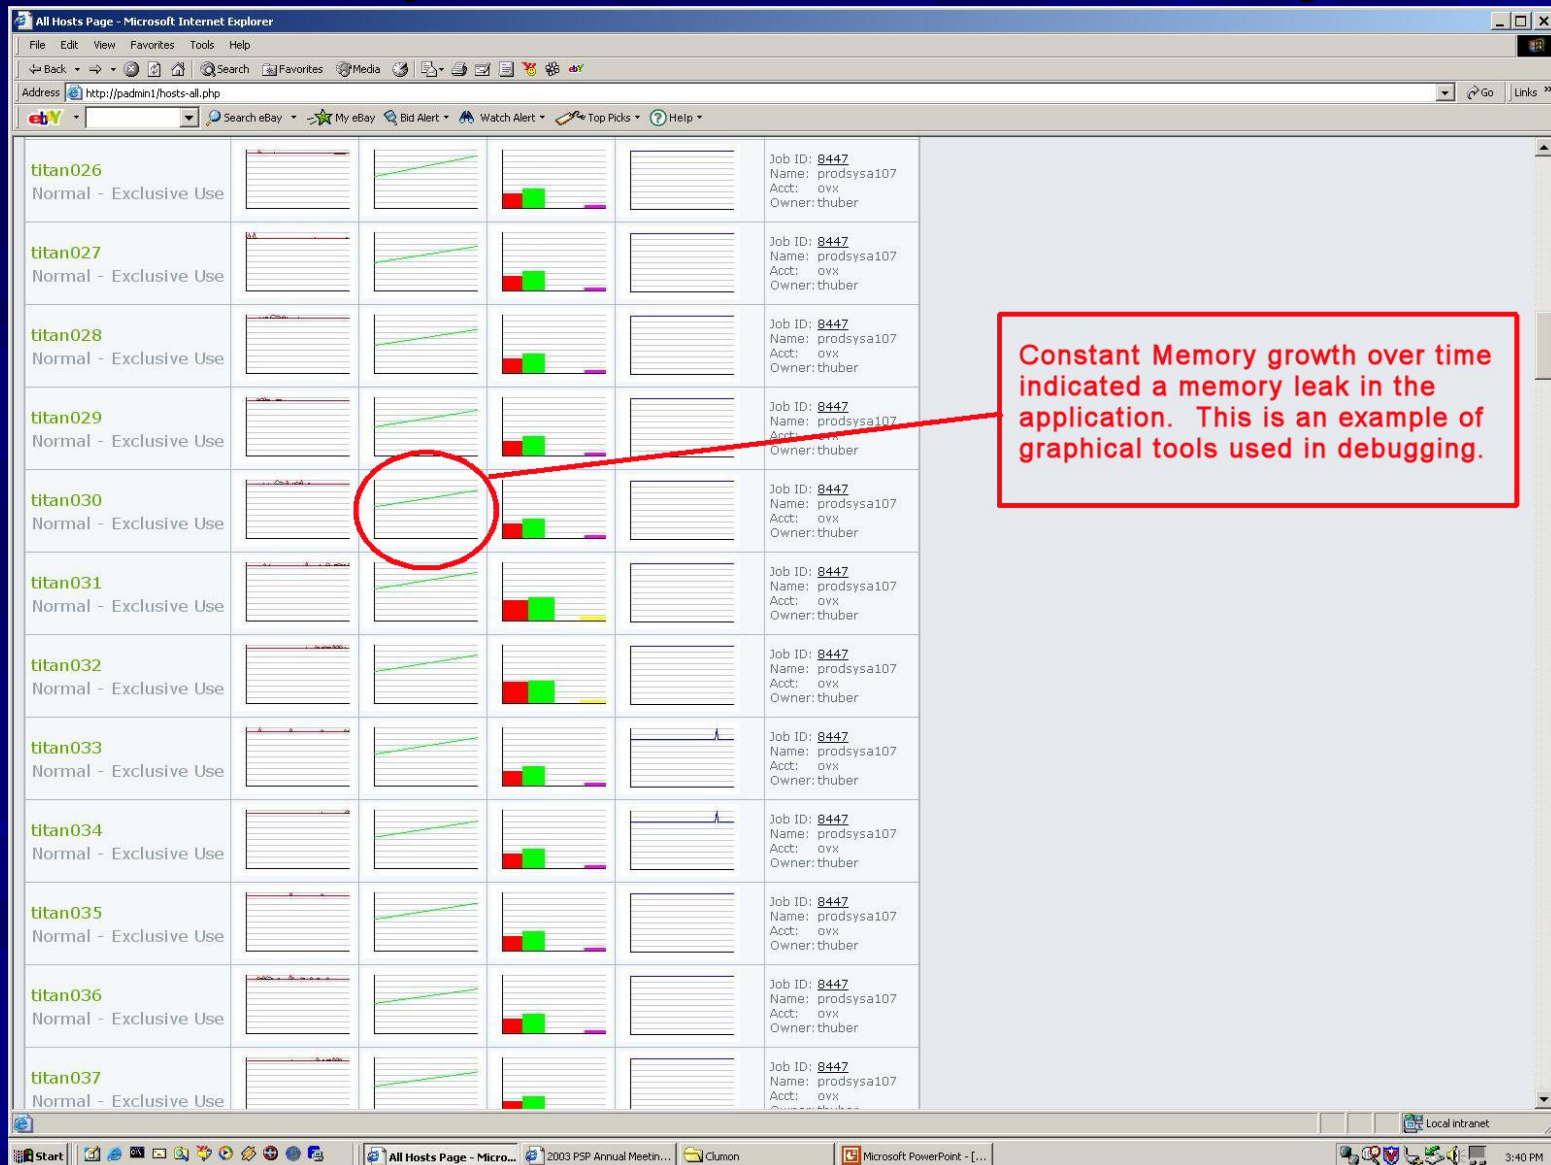 All Hosts Page - Microsoft Internet Explorer
File Edit View Favorites Tools Help
Back Search Favorites Media ebY
Address http://padmin1/hosts-all.php Go Links »
ebY Search eBay My eBay Bid Alert Watch Alert Top Picks Help
titan026
Normal - Exclusive Use
Job ID: 8447
Name: prodsysa107
Acct: ovx
Owner: thuber
titan027
Normal - Exclusive Use
Job ID: 8447
Name: prodsysa107
Acct: ovx
Owner: thuber
titan028
Normal - Exclusive Use
Job ID: 8447
Name: prodsysa107
Acct: ovx
Owner: thuber
titan029
Normal - Exclusive Use
Job ID: 8447
Name: prodsysa107
Acct: ovx
Owner: thuber
titan030
Normal - Exclusive Use
Job ID: 8447
Name: prodsysa107
Acct: ovx
Owner: thuber
titan031
Normal - Exclusive Use
Job ID: 8447
Name: prodsysa107
Acct: ovx
Owner: thuber
titan032
Normal - Exclusive Use
Job ID: 8447
Name: prodsysa107
Acct: ovx
Owner: thuber
titan033
Normal - Exclusive Use
Job ID: 8447
Name: prodsysa107
Acct: ovx
Owner: thuber
titan034
Normal - Exclusive Use
Job ID: 8447
Name: prodsysa107
Acct: ovx
Owner: thuber
titan035
Normal - Exclusive Use
Job ID: 8447
Name: prodsysa107
Acct: ovx
Owner: thuber
titan036
Normal - Exclusive Use
Job ID: 8447
Name: prodsysa107
Acct: ovx
Owner: thuber
titan037
Normal - Exclusive Use
Job ID: 8447
Name: prodsysa107
Acct: ovx
Constant Memory growth over time
indicated a memory leak in the
application. This is an example of
graphical tools used in debugging.
Local intranet
Start All Hosts Page - Micro... 2003 PSP Annual Meetin... Clumon Microsoft PowerPoint - [... 3:40 PM